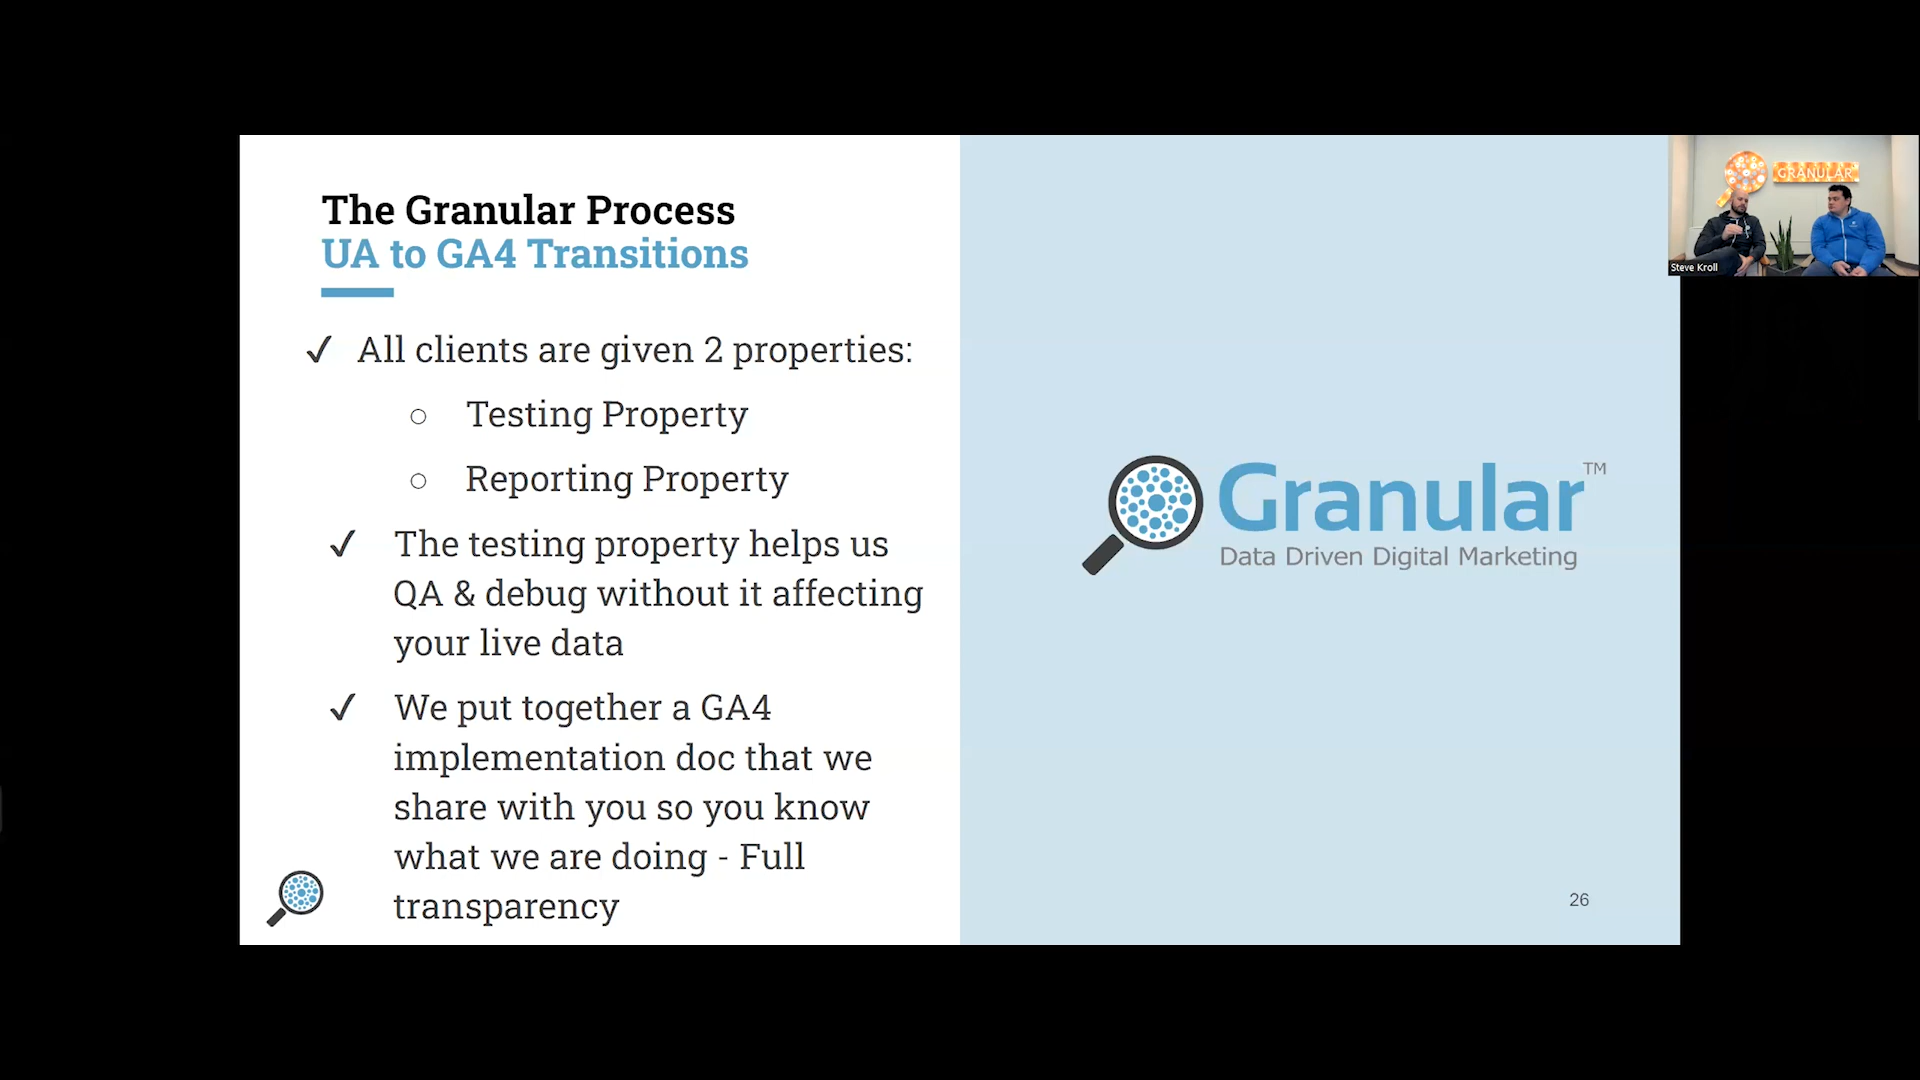 The Granular Process
UA to GA4 Transitions
✓ All clients are given 2 properties:
○ Testing Property
○ Reporting Property
✓ The testing property helps us
QA & debug without it affecting
your live data
✓ We put together a GA4
implementation doc that we
share with you so you know
what we are doing - Full
transparency
Granular™
Data Driven Digital Marketing
26
GRANULAR
Steve Kroll